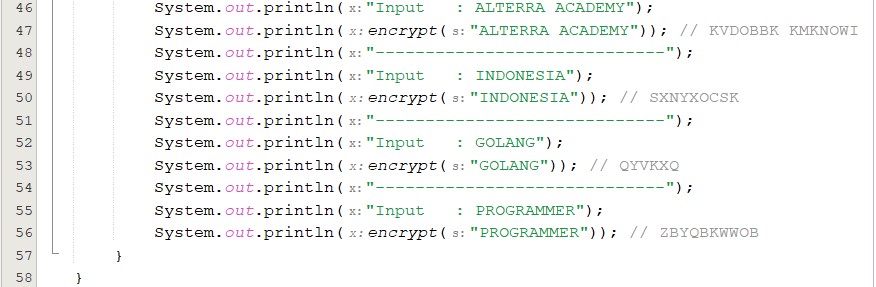 46 System.out.println( x: "Input   : ALTERRA ACADEMY");
47 System.out.println( x: encrypt( s: "ALTERRA ACADEMY")); // KVDOBBK KMKNOWI
48 System.out.println( x: "-----------------------------");
49 System.out.println( x: "Input   : INDONESIA");
50 System.out.println( x: encrypt( s: "INDONESIA")); // SXNYXOCSK
51 System.out.println( x: "-----------------------------");
52 System.out.println( x: "Input   : GOLANG");
53 System.out.println( x: encrypt( s: "GOLANG")); // QYVKXQ
54 System.out.println( x: "-----------------------------");
55 System.out.println( x: "Input   : PROGRAMMER");
56 System.out.println( x: encrypt( s: "PROGRAMMER")); // ZBYQBKWWOB
57 }
58 }